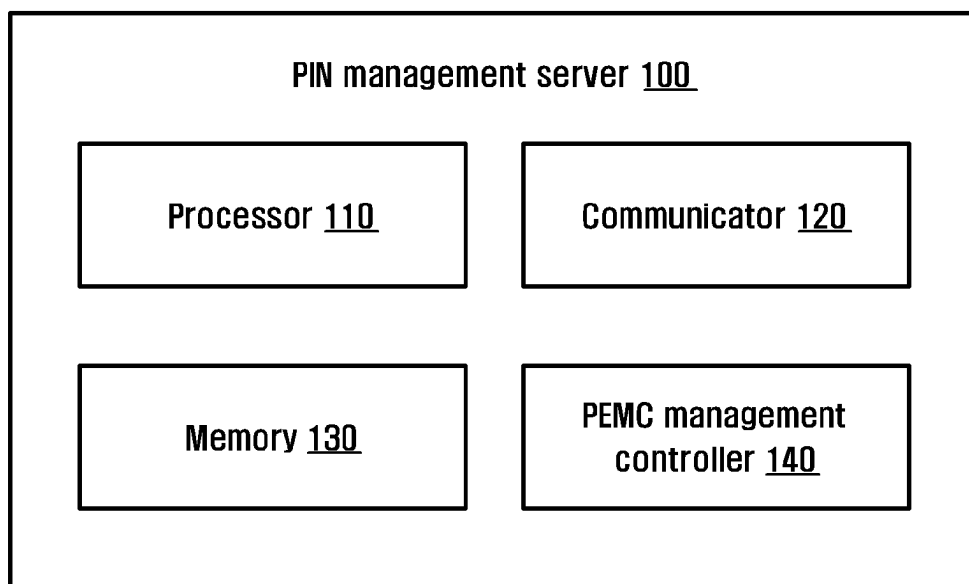 PIN management server 100
Processor 110
Communicator 120
Memory 130
PEMC management
controller 140